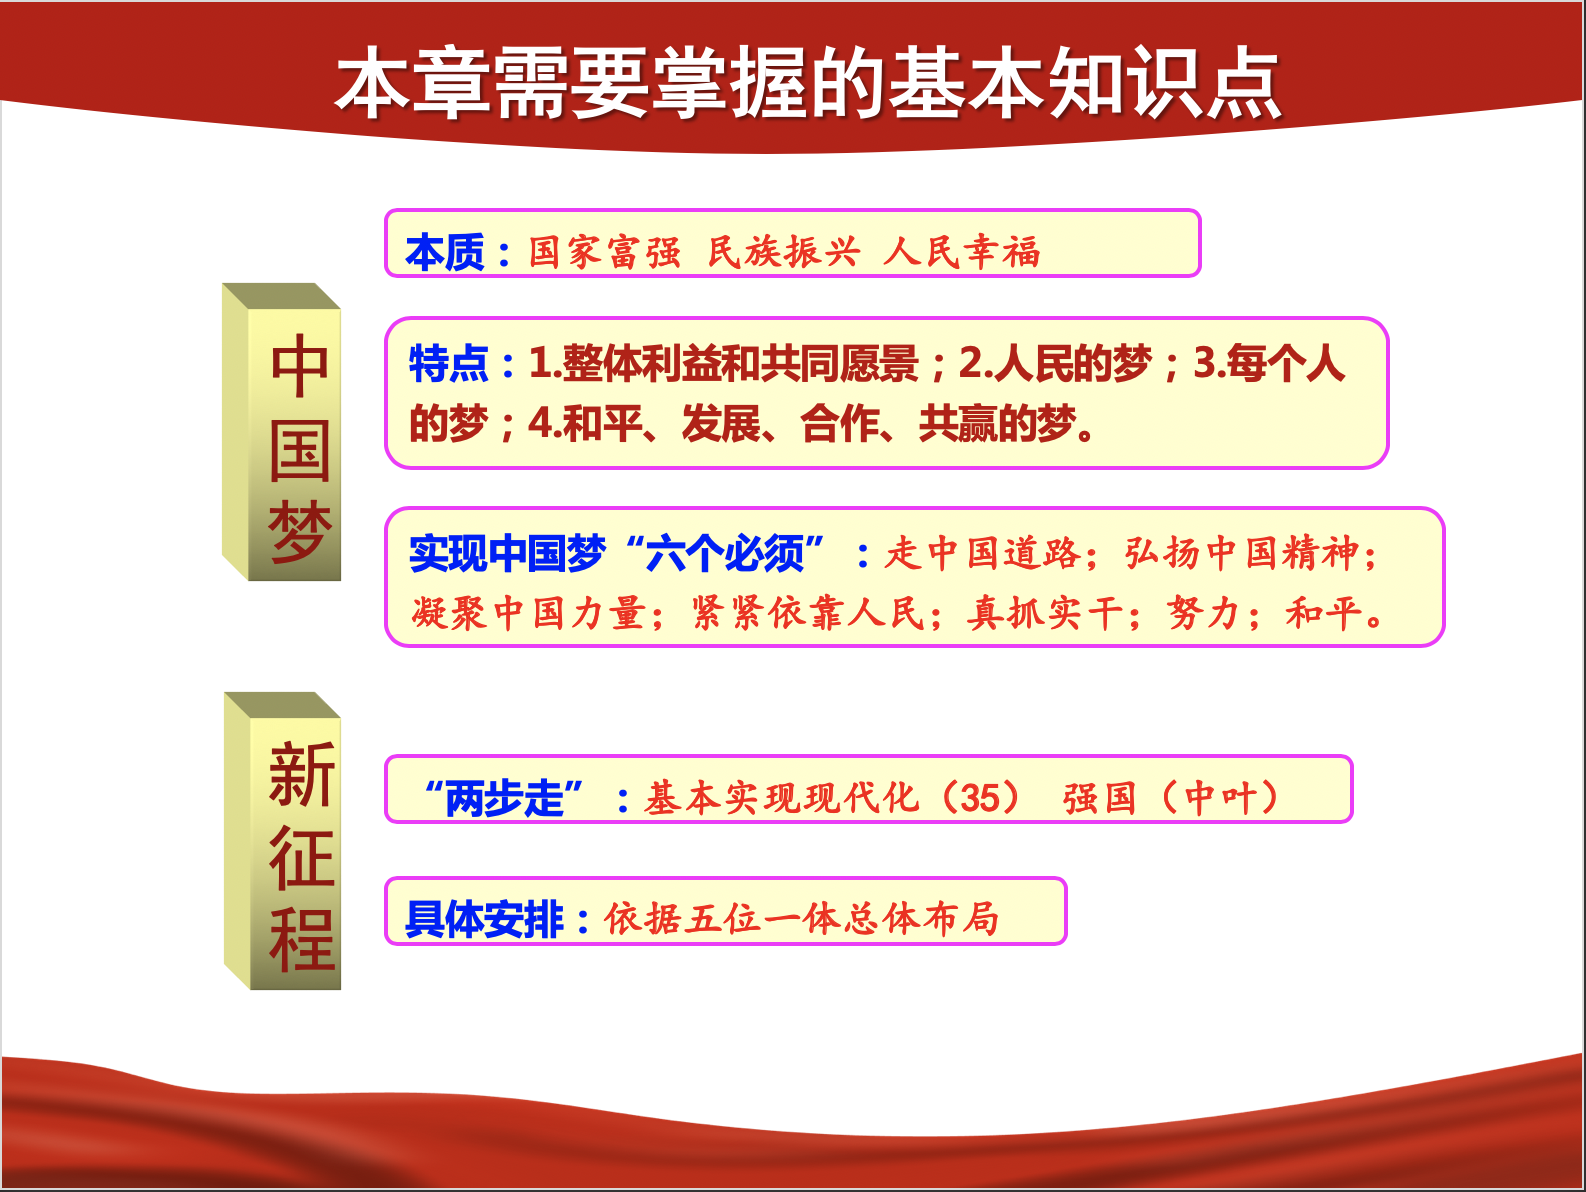 本章需要掌握的基本知识点
中国梦
本质：国家富强 民族振兴 人民幸福
特点：1.整体利益和共同愿景；2.人民的梦；3.每个人
的梦；4.和平、发展、合作、共赢的梦。
实现中国梦“六个必须”：走中国道路；弘扬中国精神；
凝聚中国力量；紧紧依靠人民；真抓实干；努力；和平。
新征程
“两步走”：基本实现现代化（35） 强国（中叶）
具体安排：依据五位一体总体布局